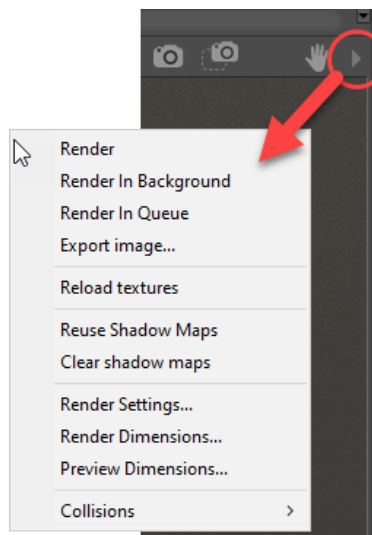 Render
Render In Background
Render In Queue
Export image...
Reload textures
Reuse Shadow Maps
Clear shadow maps
Render Settings...
Render Dimensions...
Preview Dimensions...
Collisions